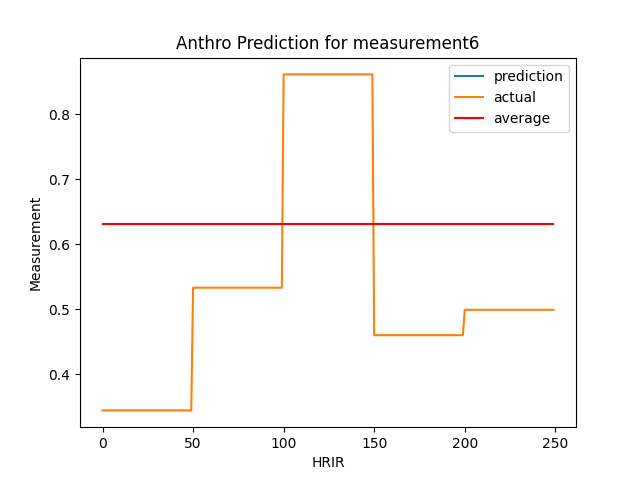 Anthro Prediction for measurement6
prediction
actual
average
Measurement
0.8
0.7
0.6
0.5
0.4
0 50 100 150 200 250
HRIR